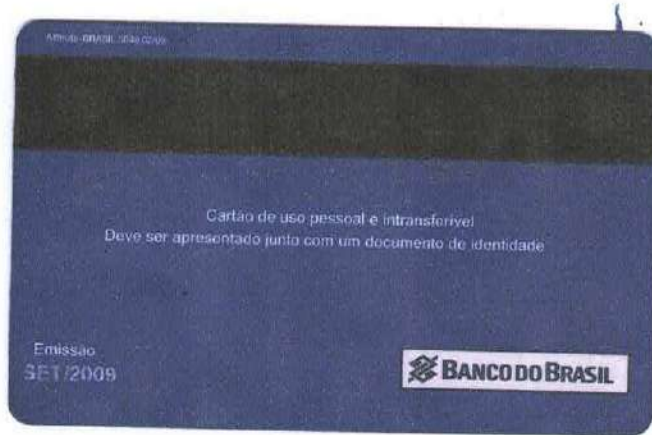 BRASIL
Cartão de uso pessoal e intransferível
Deve ser apresentado junto com um documento de identidade
Emissão
SET/2009
BANCO DO BRASIL